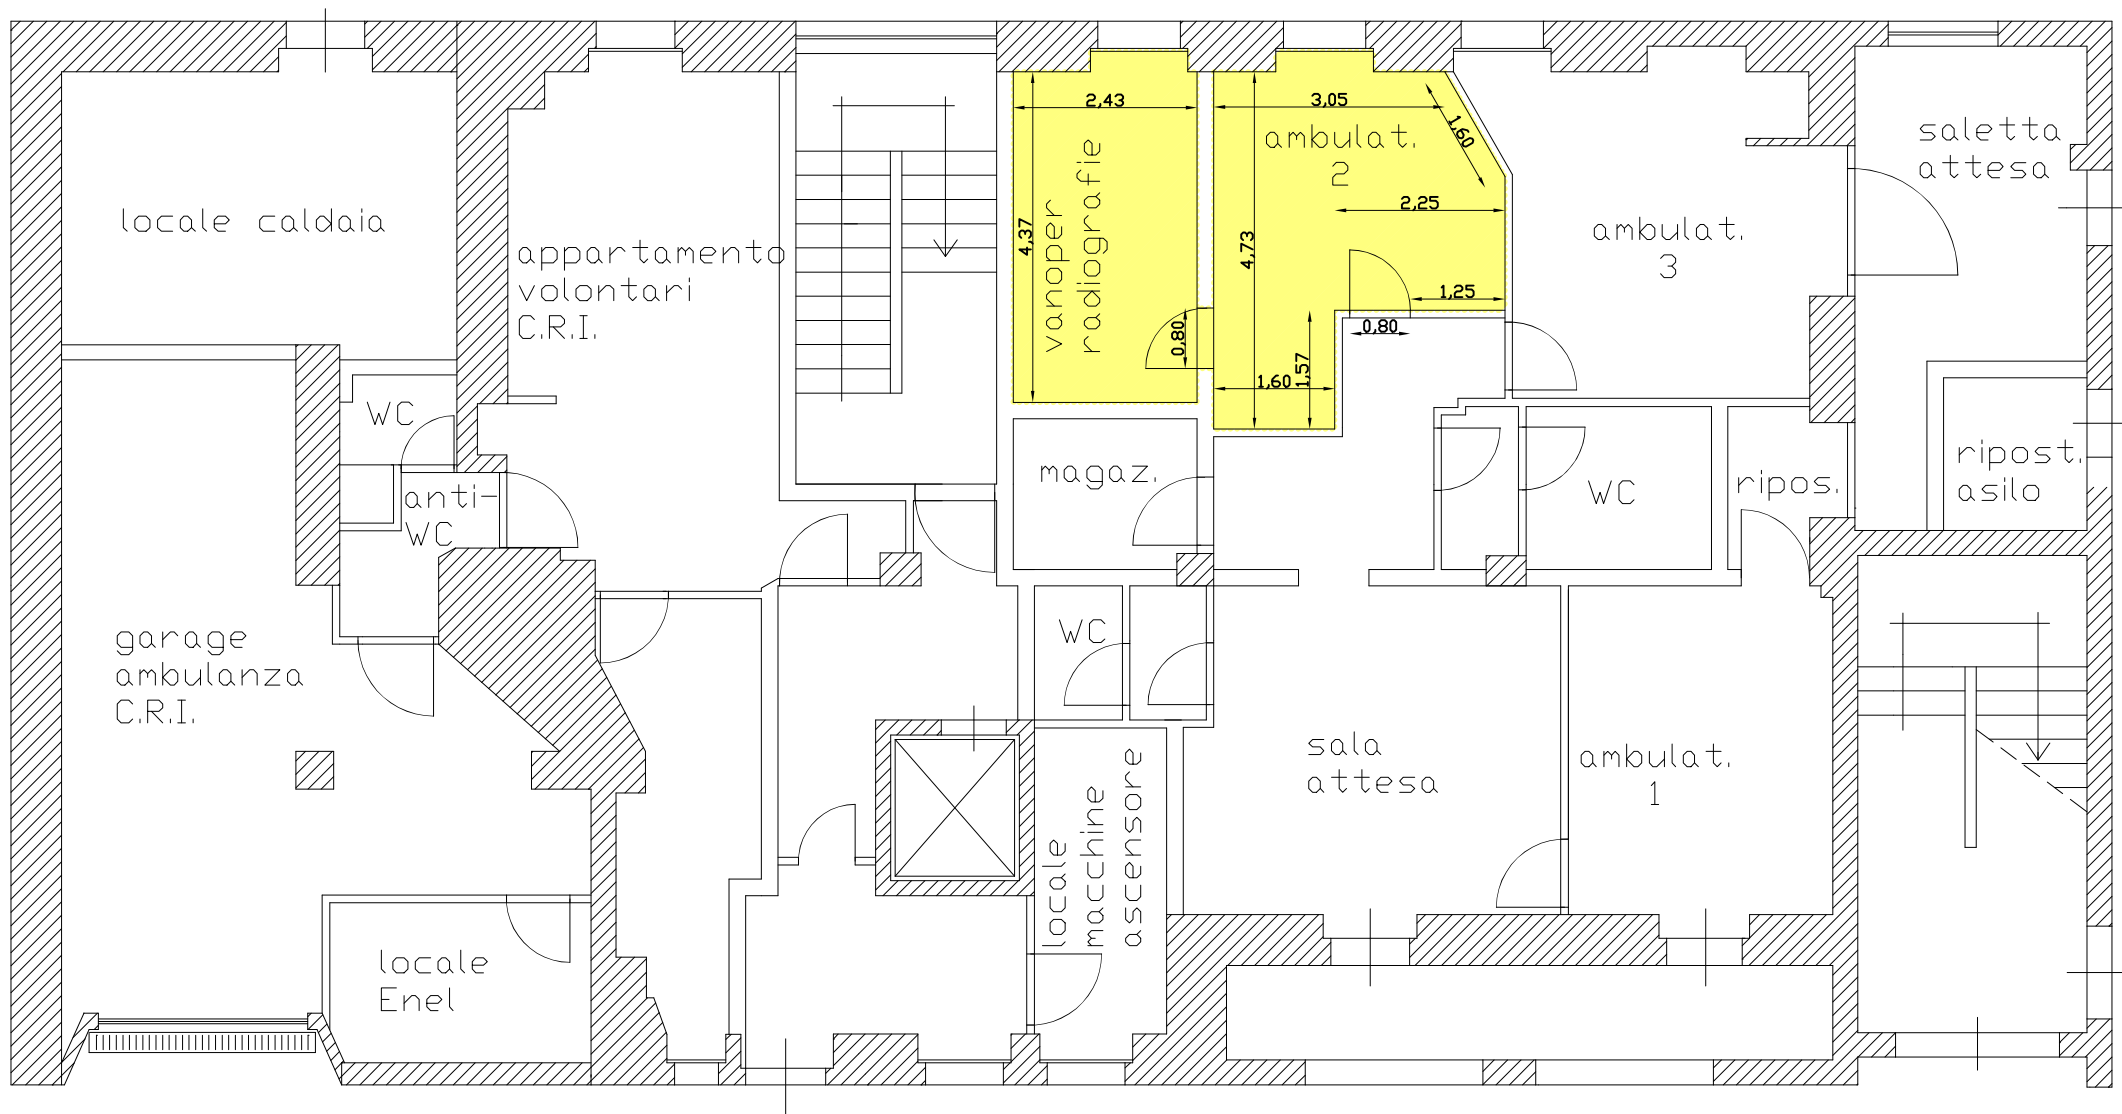 locale caldaia
appartamento
volontari
C.R.I.
WC
anti-
WC
garage
ambulanza
C.R.I.
locale
Enel
2,43
4,37
vanoper
radiografie
0,80
3,05
ambulat.
2
1,60
2,25
4,73
1,25
0,80
1,57
1,60
ambulat.
3
saletta
attesa
magaz.
WC
ripos.
ripost.
asilo
WC
locale
macchine
ascensore
sala
attesa
ambulat.
1